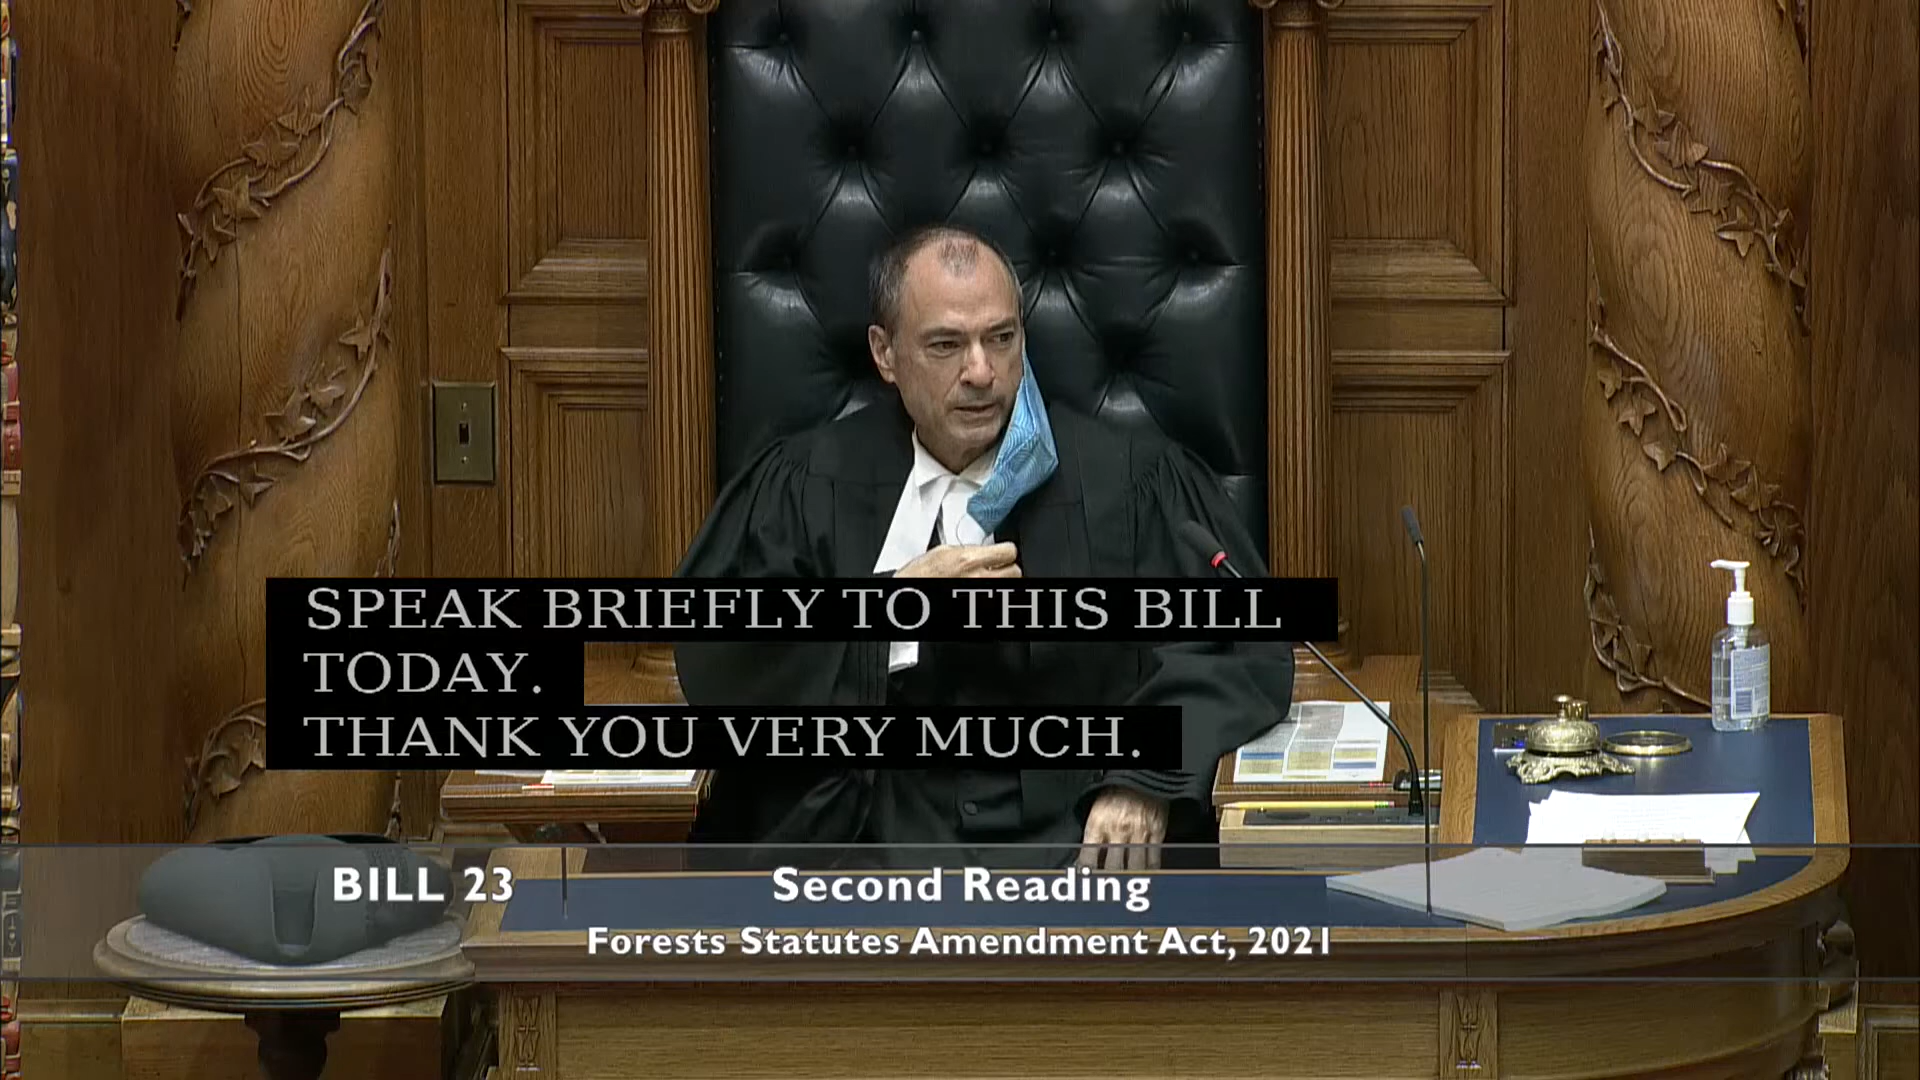 SPEAK BRIEFLY TO THIS BILL
TODAY.
THANK YOU VERY MUCH.
BILL 23
Second Reading
Forests Statutes Amendment Act, 2021